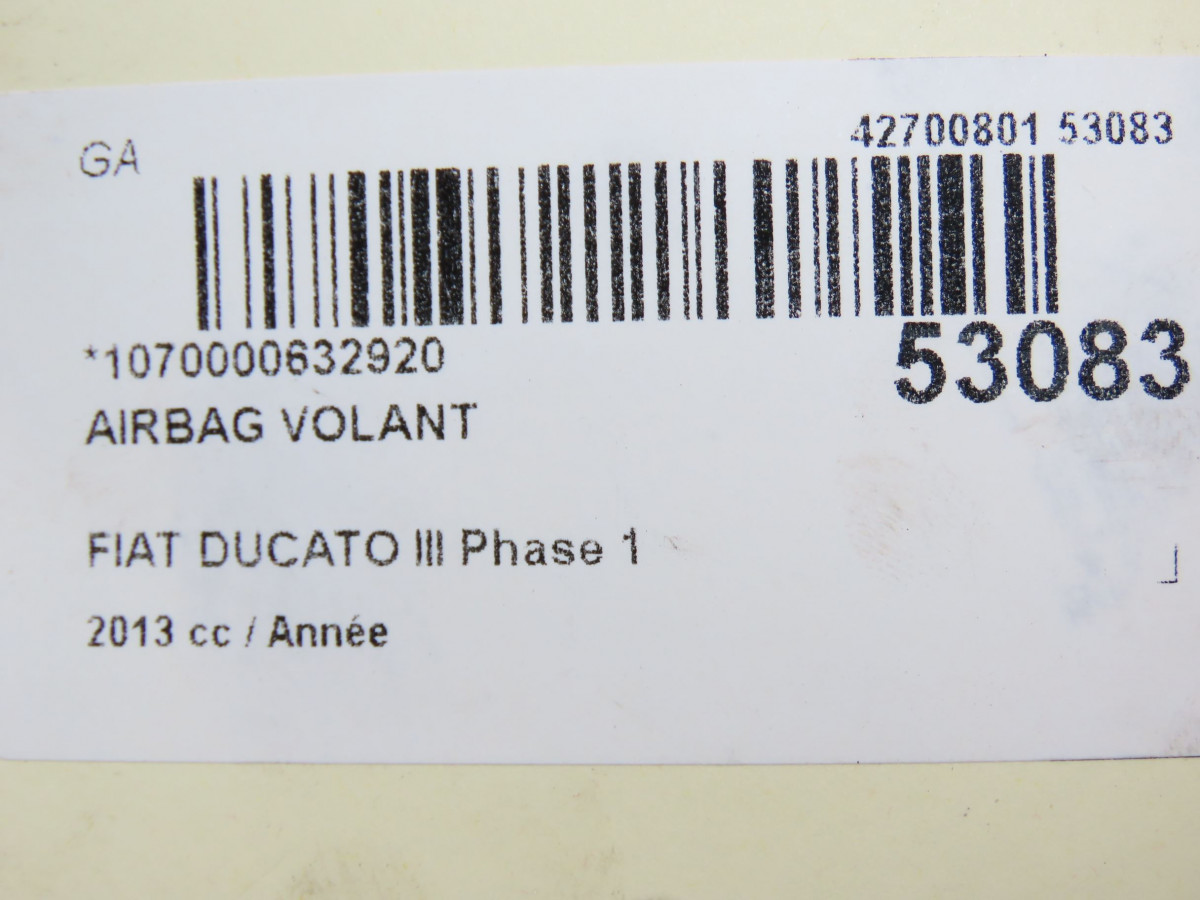 42700801 53083
GA
*1070000632920
53083
AIRBAG VOLANT
FIAT DUCATO III Phase 1
2013 cc / Année